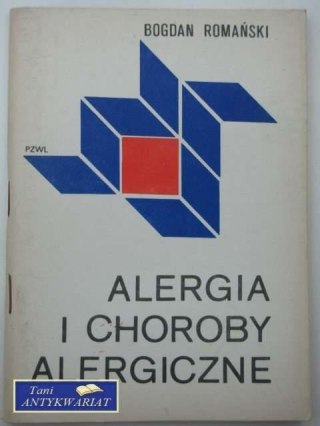 BOGDAN ROMAŃSKI
PZWL
ALERGIA
I CHOROBY
ALERGICZNE
Tani
ANTYKWARIAT